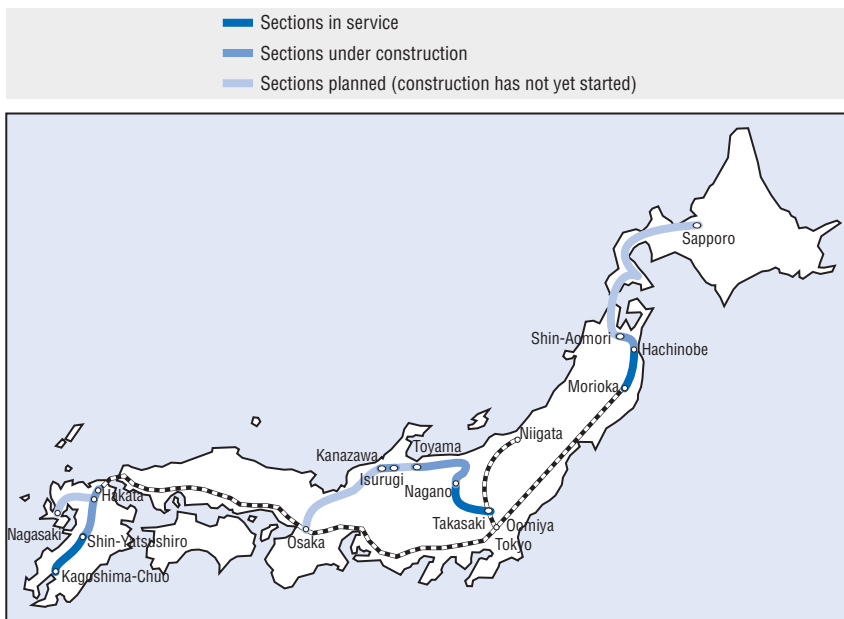 Sections in service
Sections under construction
Sections planned (construction has not yet started)
Sapporo
Shin-Aomori
Hachinobe
Morioka
Niigata
Kanazawa
Toyama
Isurugi
Nagano
Hakata
Takasaki
Oomiya
Nagasaki
Shin-Yatsushiro
Osaka
Tokyo
Kagoshima-Chuo